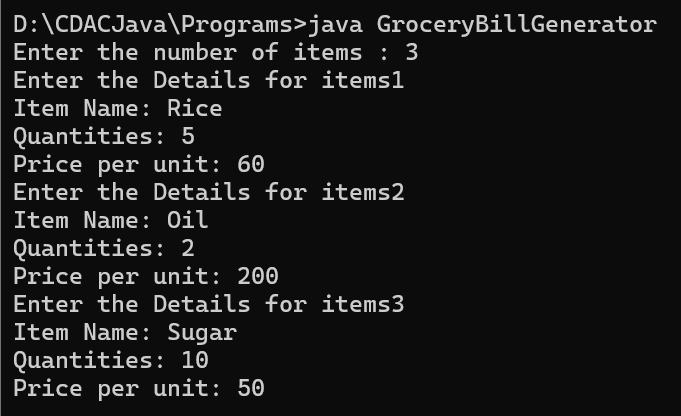 D:\CDACJava\Programs>java GroceryBillGenerator
Enter the number of items : 3
Enter the Details for items1
Item Name: Rice
Quantities: 5
Price per unit: 60
Enter the Details for items2
Item Name: Oil
Quantities: 2
Price per unit: 200
Enter the Details for items3
Item Name: Sugar
Quantities: 10
Price per unit: 50